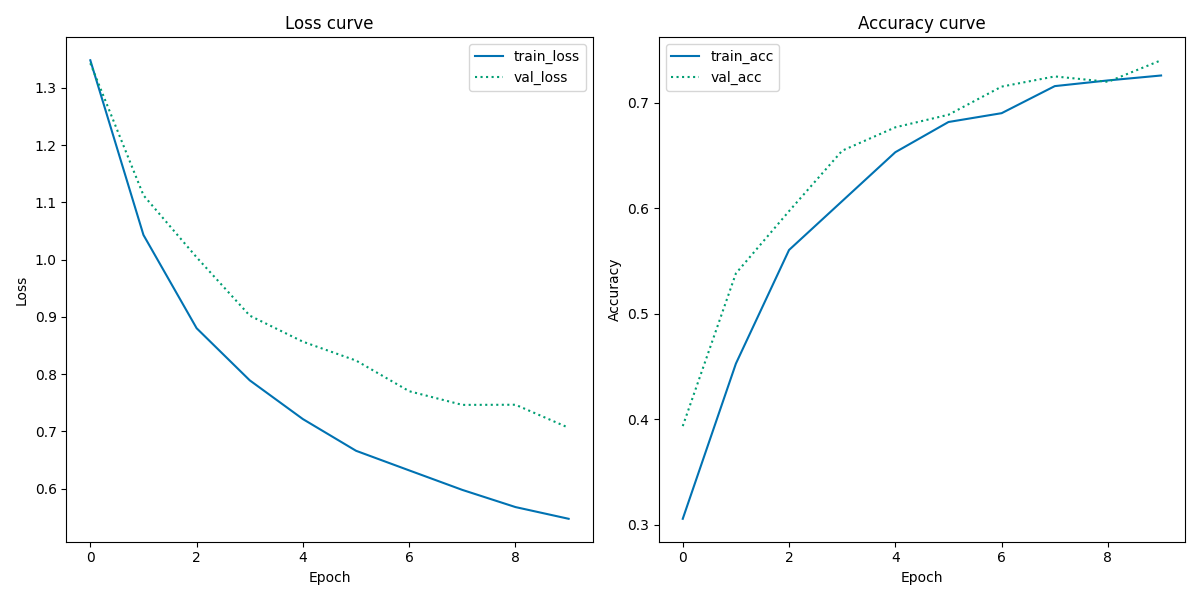 Loss curve
train_loss
val_loss
1.3
1.2
1.1
1.0
0.9
0.8
0.7
0.6
Loss
0
2
4
6
8
Epoch
Accuracy curve
train_acc
val_acc
0.7
0.6
0.5
0.4
0.3
Accuracy
0
2
4
6
8
Epoch